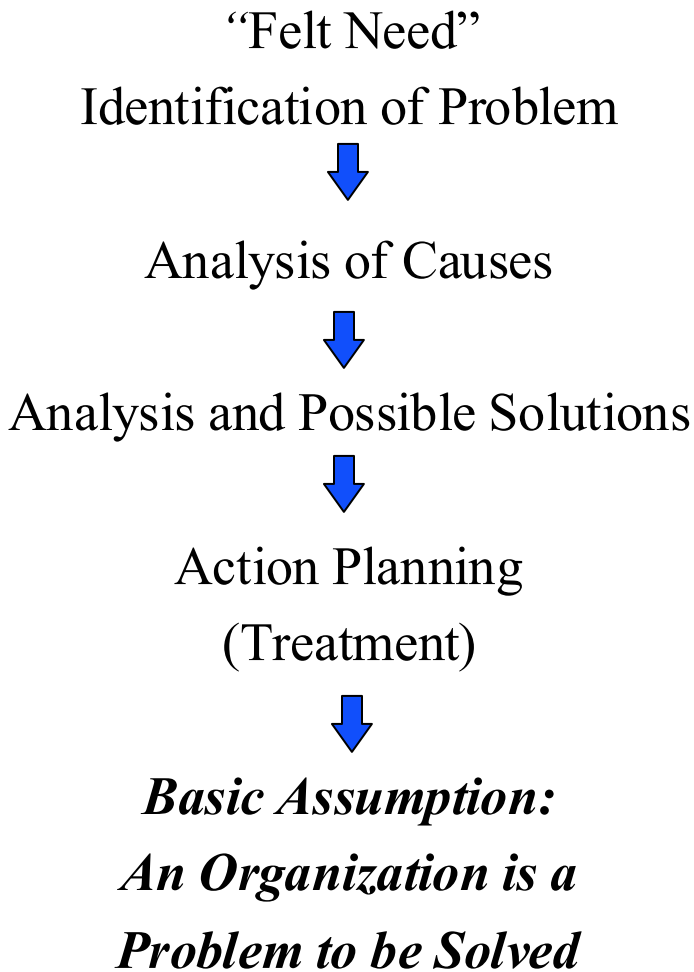 “Felt Need”
Identification of Problem
Analysis of Causes
Analysis and Possible Solutions
Action Planning
(Treatment)
Basic Assumption:
An Organization is a
Problem to be Solved